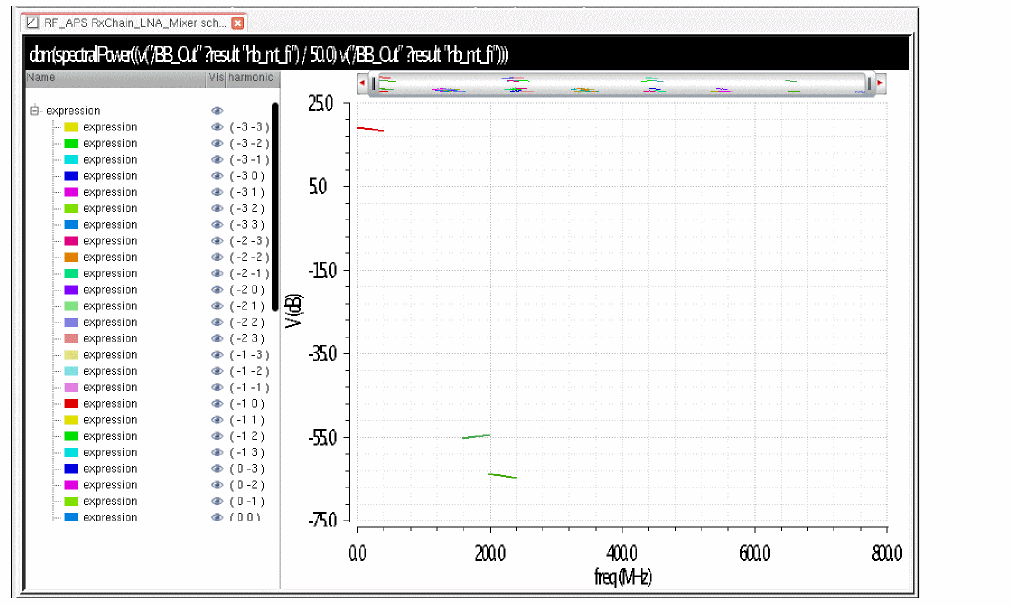 RF_APS RxChain_LNA_Mixer sch...
dbm(spectralPower((v("/BB_Out" ?result "hb_mt_fi") / 50.0) v("/BB_Out" ?result "hb_mt_fi")))
Name Vis harmonic
expression
expression (-3 -3)
expression (-3 -2)
expression (-3 -1)
expression (-3 0)
expression (-3 1)
expression (-3 2)
expression (-3 3)
expression (-2 -3)
expression (-2 -2)
expression (-2 -1)
expression (-2 0)
expression (-2 1)
expression (-2 2)
expression (-2 3)
expression (-1 -3)
expression (-1 -2)
expression (-1 -1)
expression (-1 0)
expression (-1 1)
expression (-1 2)
expression (-1 3)
expression (0 -3)
expression (0 -2)
expression (0 -1)
expression (0 0)
V (dB)
25.0
5.0
-15.0
-35.0
-55.0
-75.0
0.0 200.0 400.0 600.0 800.0
freq (MHz)